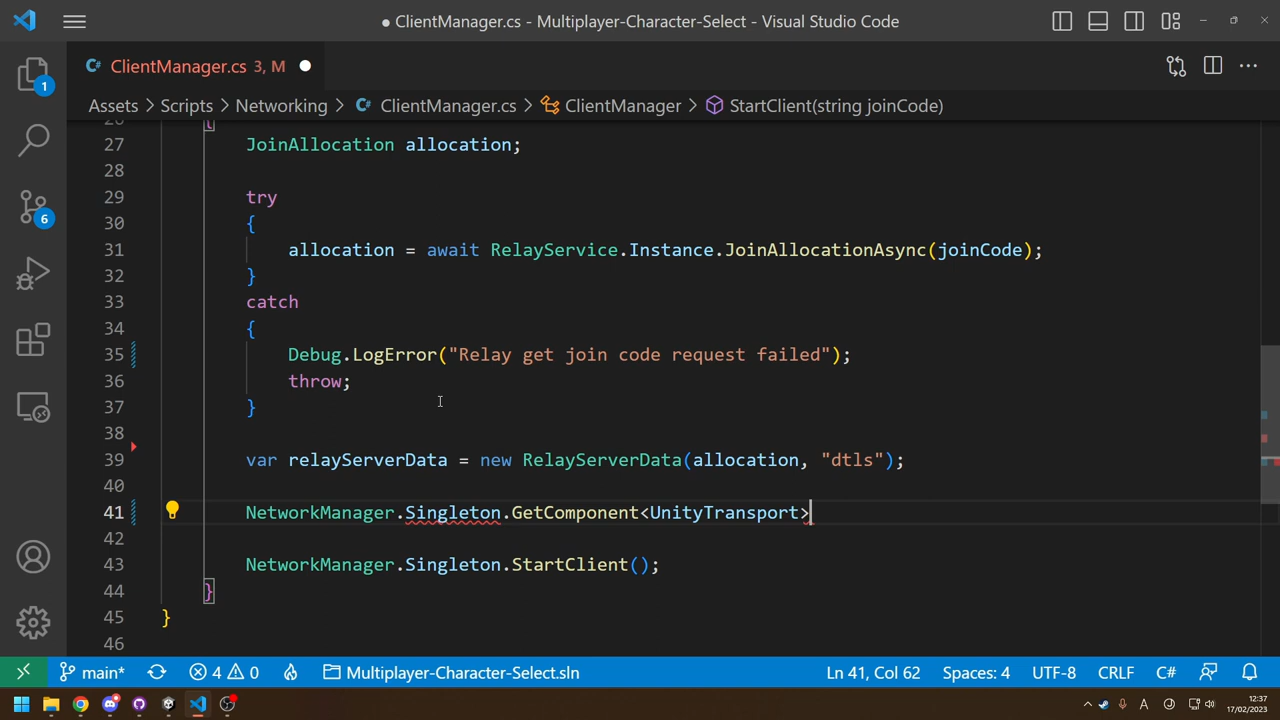 ● ClientManager.cs - Multiplayer-Character-Select - Visual Studio Code
ClientManager.cs 3, M ●
1
Assets > Scripts > Networking > ClientManager.cs > ClientManager > StartClient(string joinCode)
{
27 JoinAllocation allocation;
28
29 try
30 {
31 allocation = await RelayService.Instance.JoinAllocationAsync(joinCode);
32 }
33 catch
34 {
35 Debug.LogError("Relay get join code request failed");
36 throw;
37 }
38
39 var relayServerData = new RelayServerData(allocation, "dtls");
40
41 NetworkManager.Singleton.GetComponent<UnityTransport>
42
43 NetworkManager.Singleton.StartClient();
44 }
45 }
46
6
main* 4 0 Multiplayer-Character-Select.sln Ln 41, Col 62 Spaces: 4 UTF-8 CRLF C#
A 12:37
17/02/2023